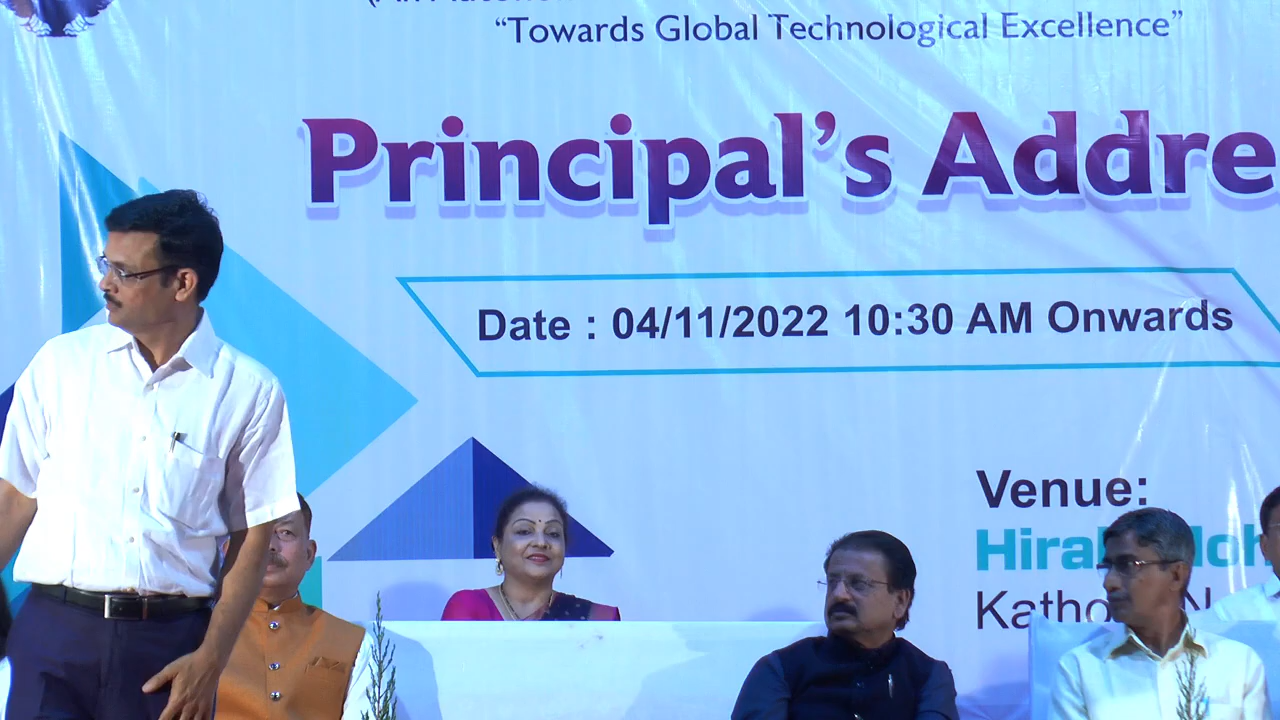 “Towards Global Technological Excellence”
Principal’s Addre
Date : 04/11/2022 10:30 AM Onwards
Venue: